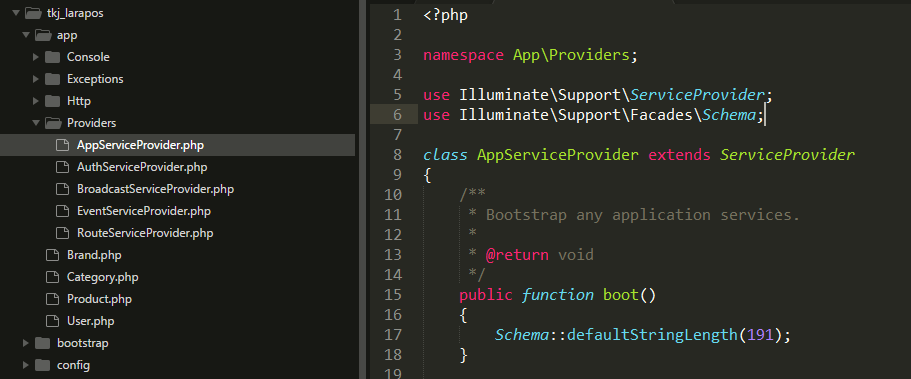 tkj_larapos
app
Console
Exceptions
Http
Providers
AppServiceProvider.php
AuthServiceProvider.php
BroadcastServiceProvider.php
EventServiceProvider.php
RouteServiceProvider.php
Brand.php
Category.php
Product.php
User.php
bootstrap
config
1 <?php
2
3 namespace App\Providers;
4
5 use Illuminate\Support\ServiceProvider;
6 use Illuminate\Support\Facades\Schema;
7
8 class AppServiceProvider extends ServiceProvider
9 {
10     /**
11      * Bootstrap any application services.
12      *
13      * @return void
14      */
15     public function boot()
16     {
17         Schema::defaultStringLength(191);
18     }
19